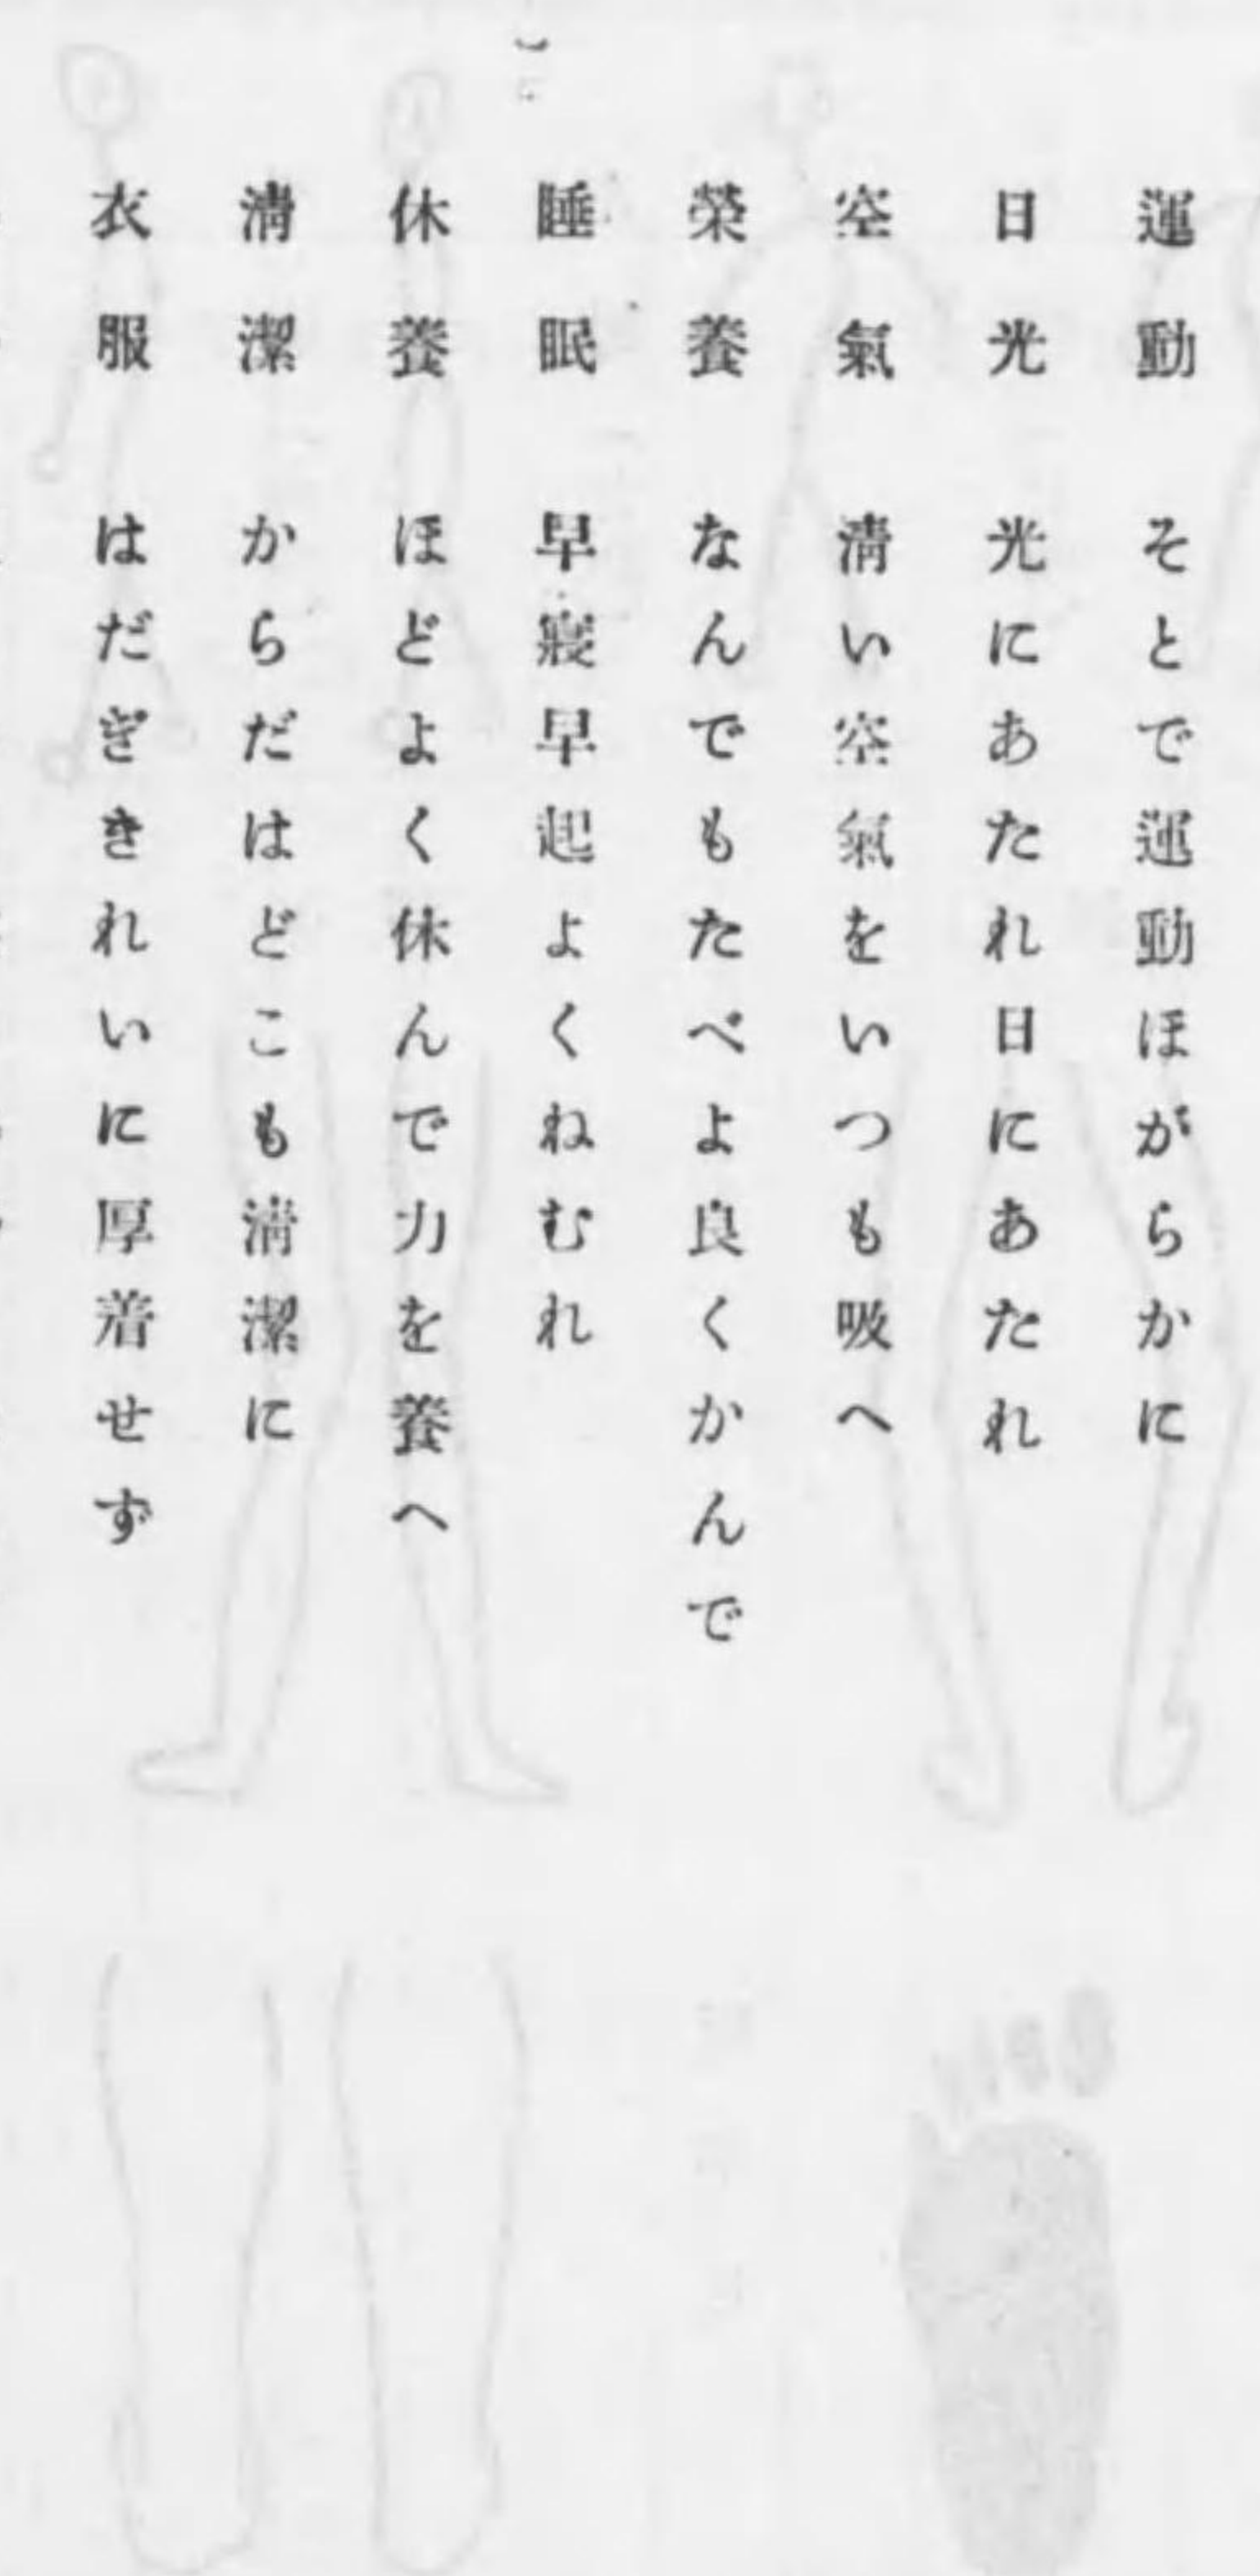 運動　そとで運動ほがらかに
日光　光にあたれ日にあたれ
空氣　淸い空氣をいつも吸へ
榮養　なんでもたべよ良くかんで
睡眠　早寢早起よくねむれ
休養　ほどよく休んで力を養へ
淸潔　からだはどこも淸潔に
衣服　はだぎきれいに厚着せず